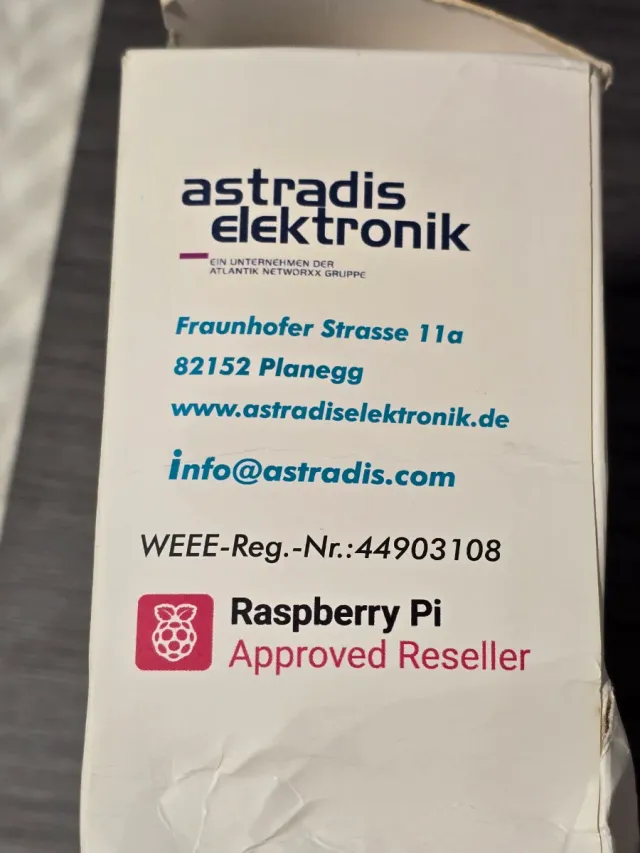 astradis
elektronik
EIN UNTERNEHMEN DER
ATLANTIK NETWORXX GRUPPE
Fraunhofer Strasse 11a
82152 Planegg
www.astradiselektronik.de
info@astradis.com
WEEE-Reg.-Nr.:44903108
Raspberry Pi
Approved Reseller